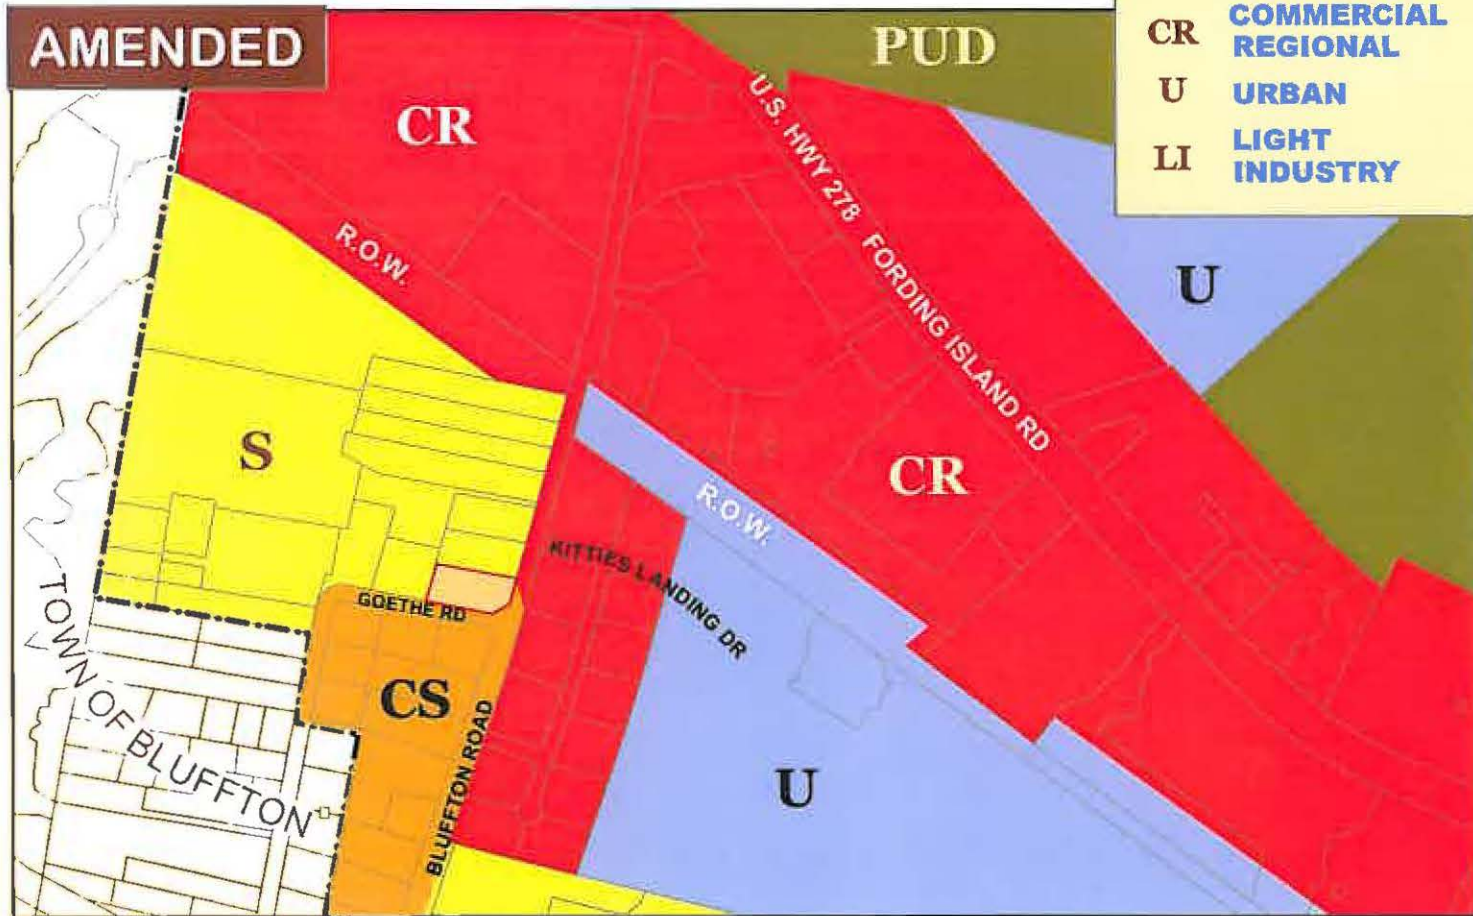 AMENDED
PUD
CR COMMERCIAL
REGIONAL
U URBAN
LI LIGHT
INDUSTRY
CR
U.S. HWY 278 FORDING ISLAND RD
R.O.W.
U
S
CR
R.O.W.
KITTIES LANDING DR
GOETHE RD
TOWN OF BLUFFTON
CS
BLUFFTON ROAD
U